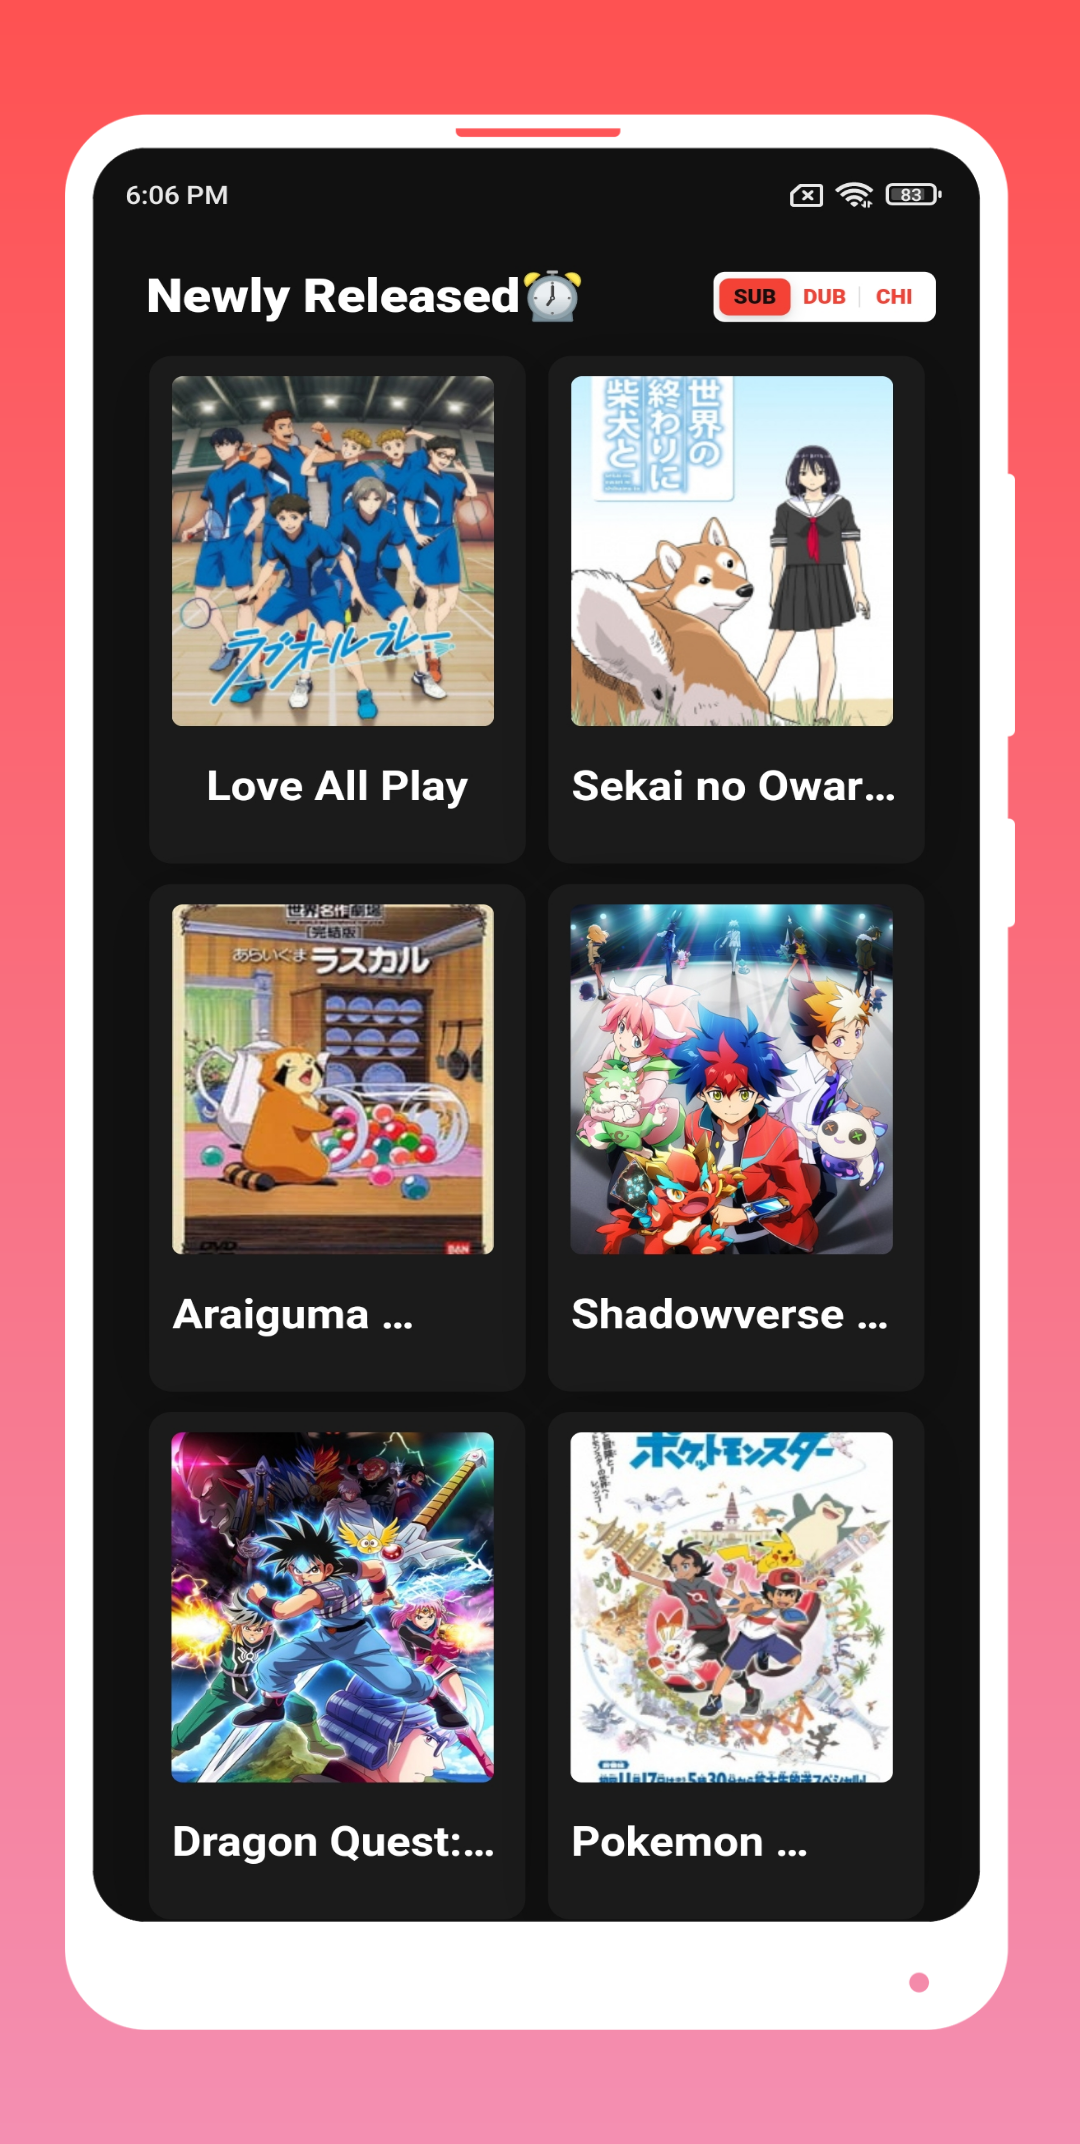 6:06 PM
83
Newly Released⏰
SUB DUB CHI
世界の
終わりに
柴犬と
ラブオールプレー
Love All Play
Sekai no Owar...
世界名作劇場
[完結版]
あらいぐま ラスカル
DVD
Araiguma ...
Shadowverse ...
ポケットモンスター
Dragon Quest:...
Pokemon ...